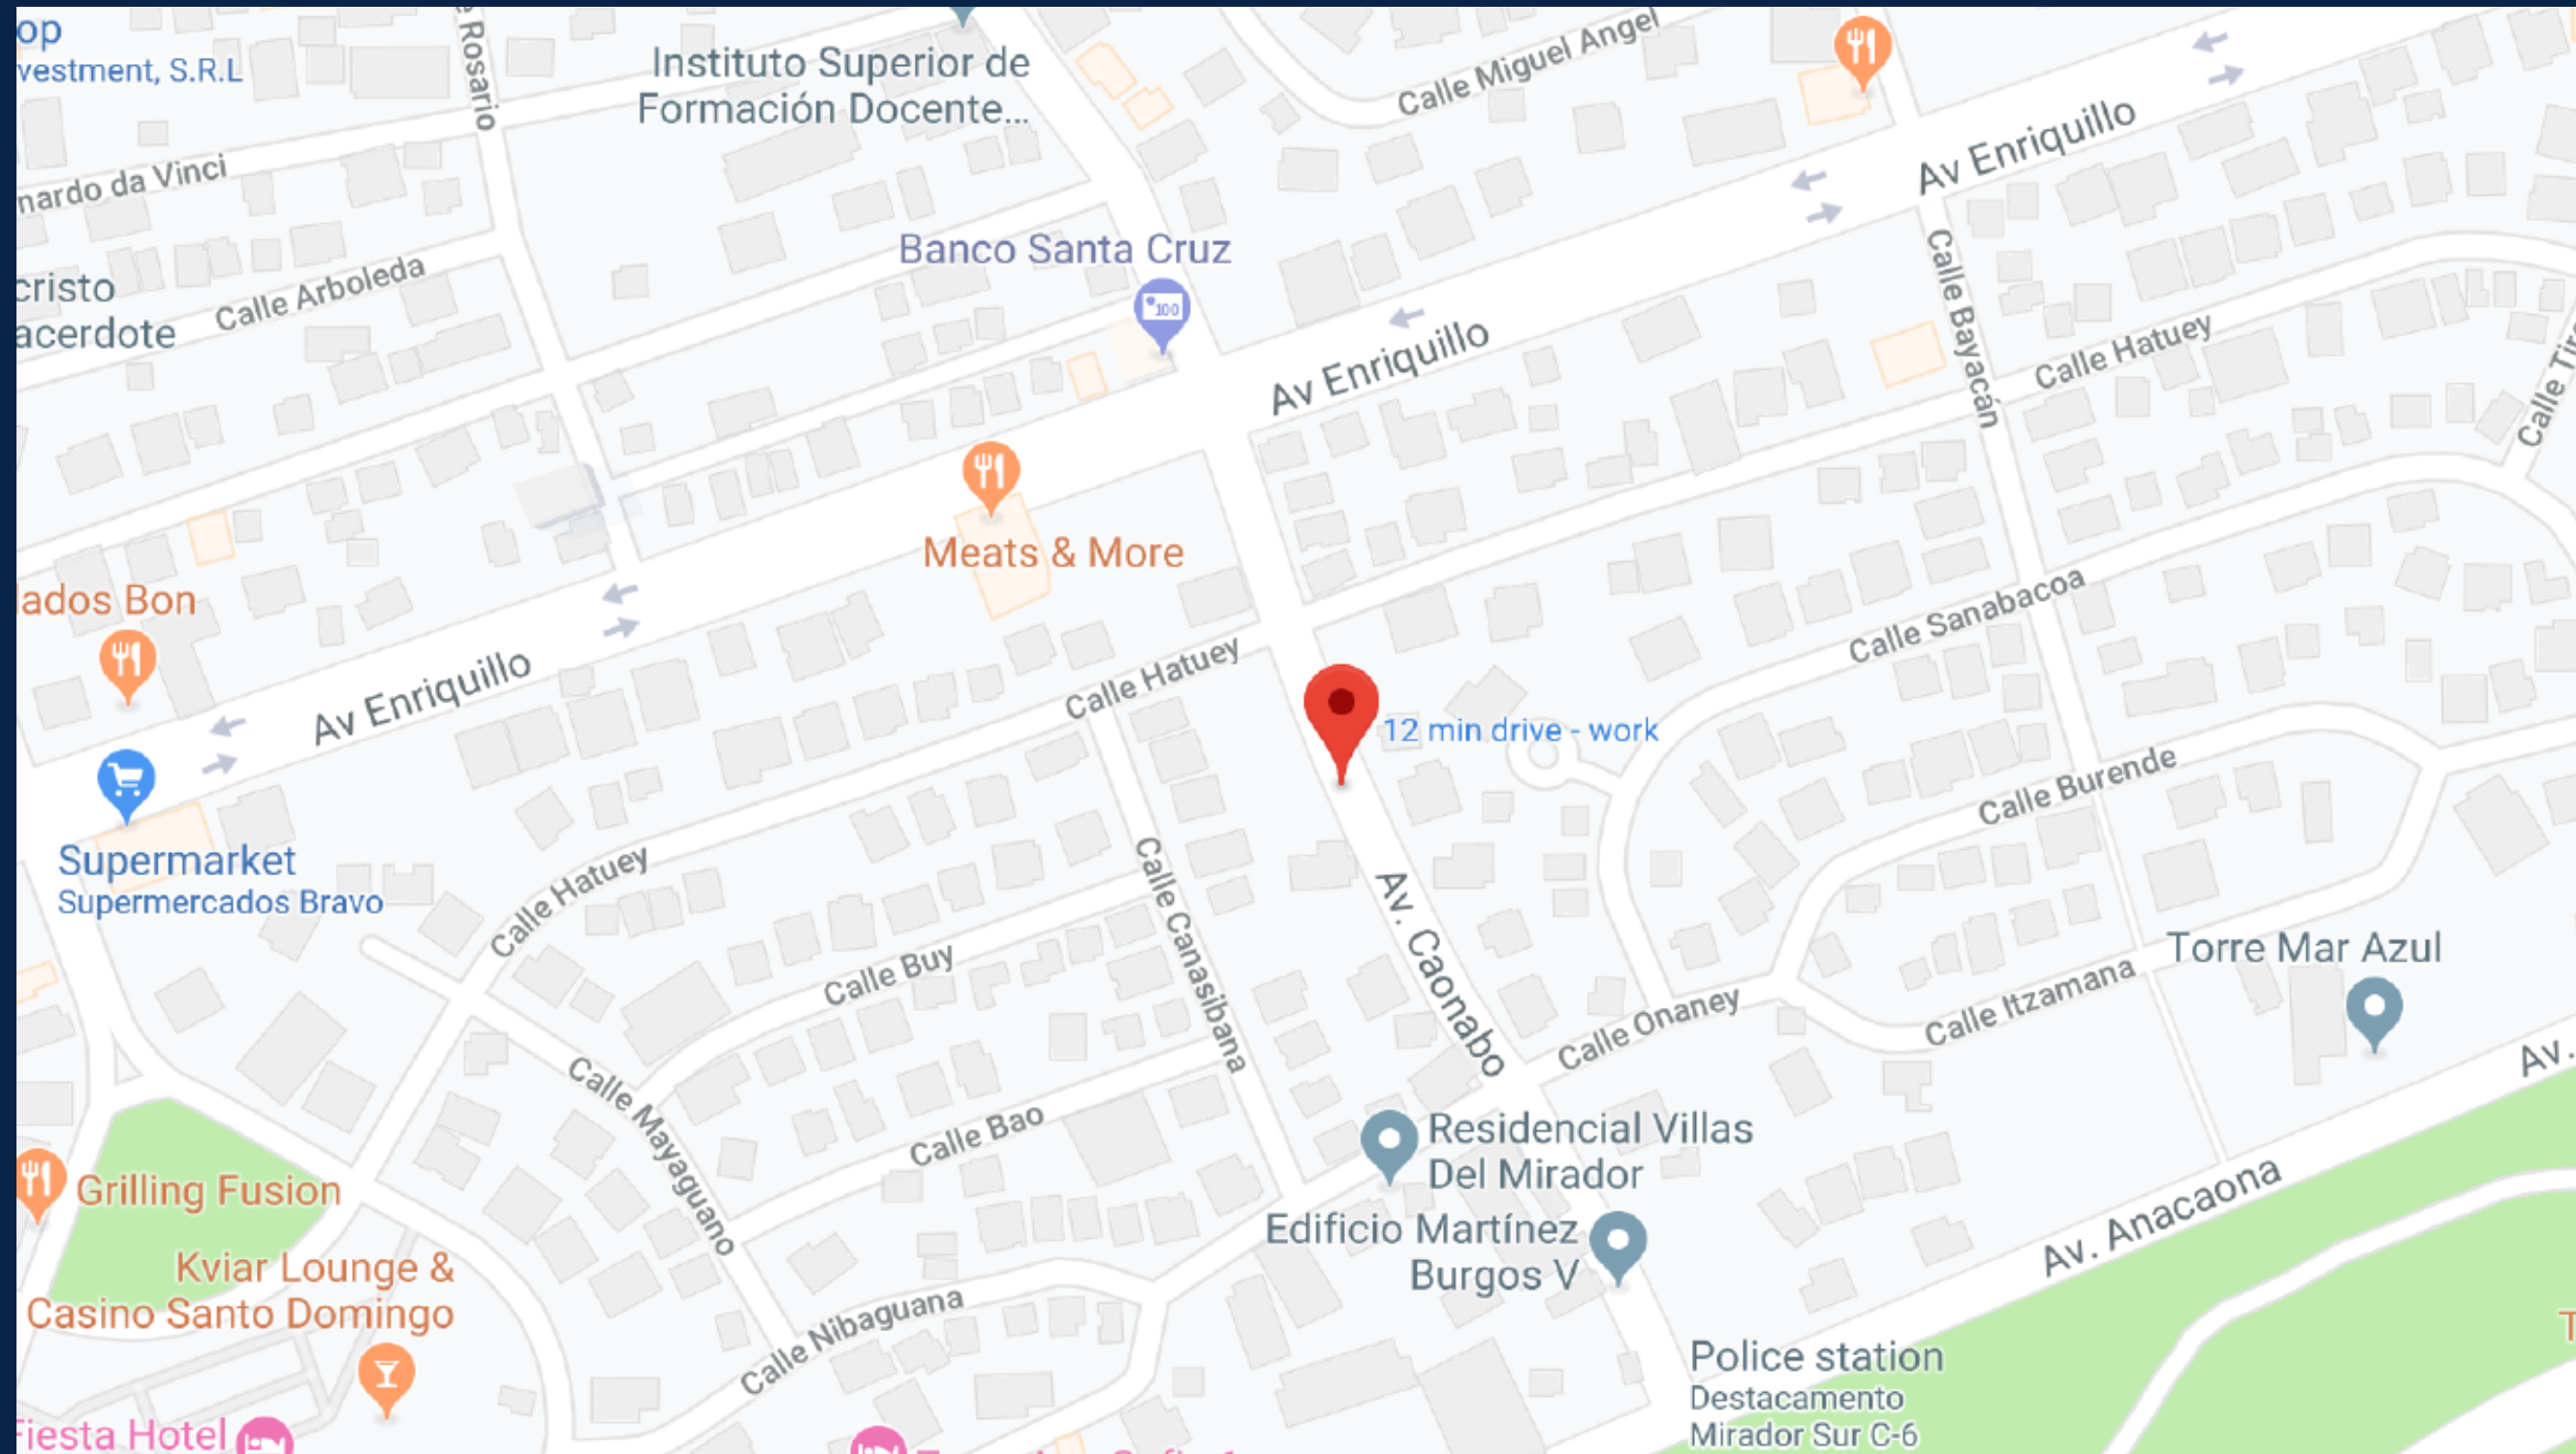 op
vestment, S.R.L
Rosario
Instituto Superior de
Formación Docente...
Calle Miguel Angel
Av Enriquillo
nardo da Vinci
Banco Santa Cruz
100
Calle Arboleda
cristo
acerdote
Av Enriquillo
Calle Bayacán
Calle Hatuey
Meats & More
lados Bon
Av Enriquillo
Calle Hatuey
Calle Sanabacoa
12 min drive - work
Calle Burende
Supermarket
Supermercados Bravo
Calle Hatuey
Calle Canasibana
Av. Caonabo
Calle Buy
Torre Mar Azul
Calle Itzamana
Calle Onaney
Av.
Calle Mayaguano
Calle Bao
Residencial Villas
Del Mirador
Grilling Fusion
Edificio Martínez
Burgos V
Av. Anacaona
Kviar Lounge &
Casino Santo Domingo
Calle Nibaguana
Police station
Destacamento
Mirador Sur C-6
Fiesta Hotel